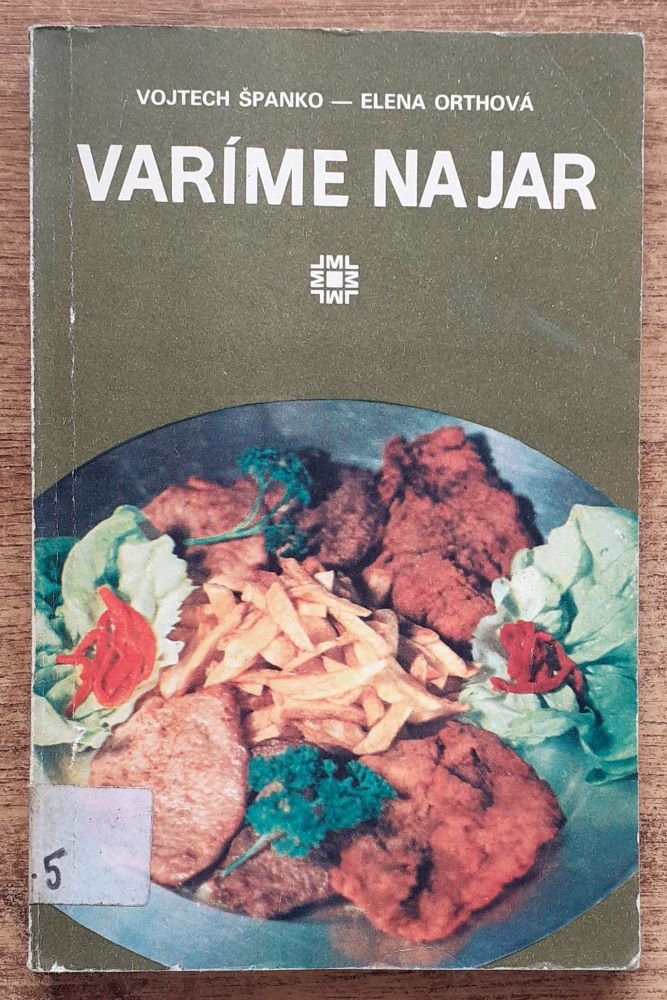 VOJTECH ŠPANKO — ELENA ORTHOVÁ
VARÍME NA JAR
.5